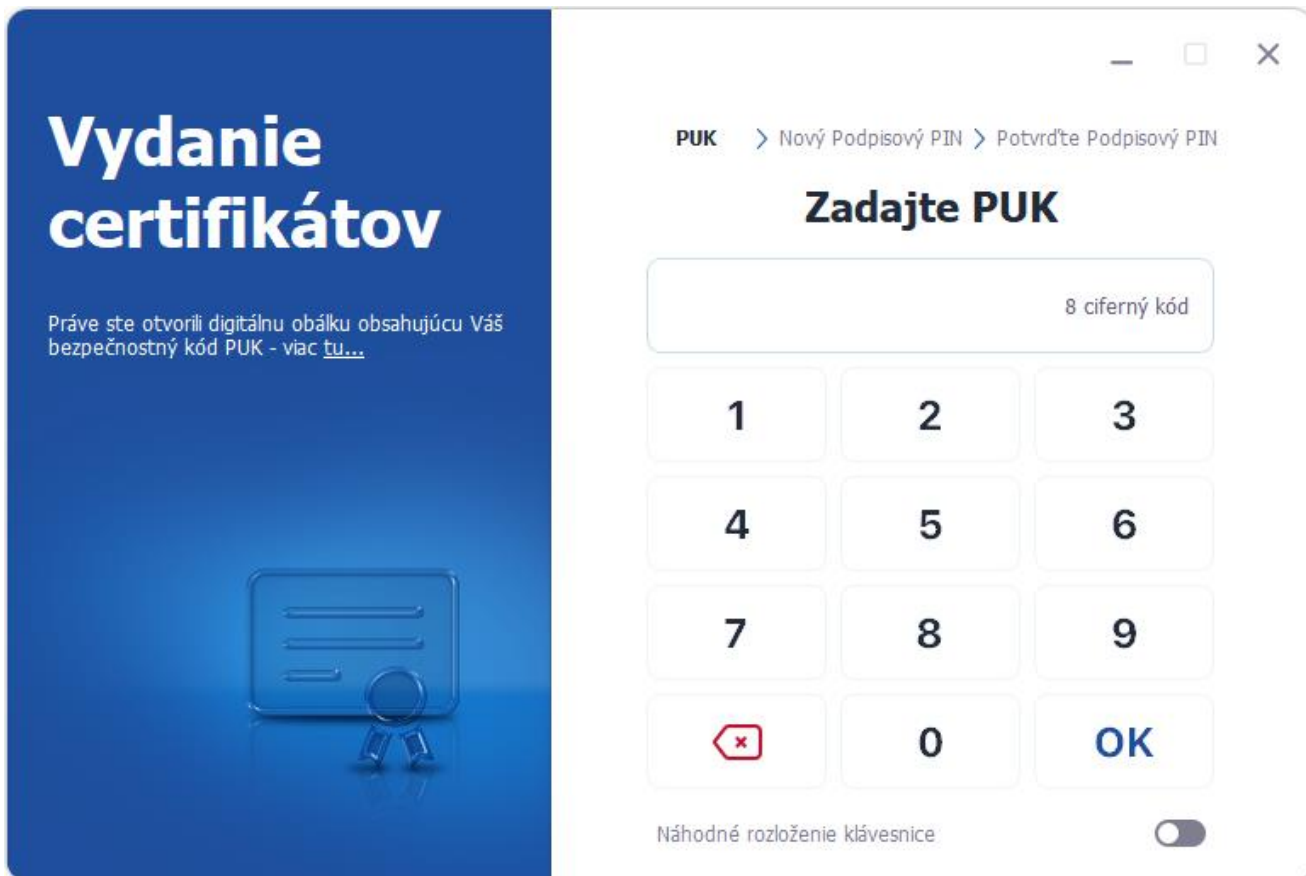 Vydanie
certifikátov
Práve ste otvorili digitálnu obálku obsahujúcu Váš
bezpečnostný kód PUK - viac tu...
PUK > Nový Podpisový PIN > Potvrďte Podpisový PIN
Zadajte PUK
8 ciferný kód
1 2 3
4 5 6
7 8 9
0 OK
Náhodné rozloženie klávesnice